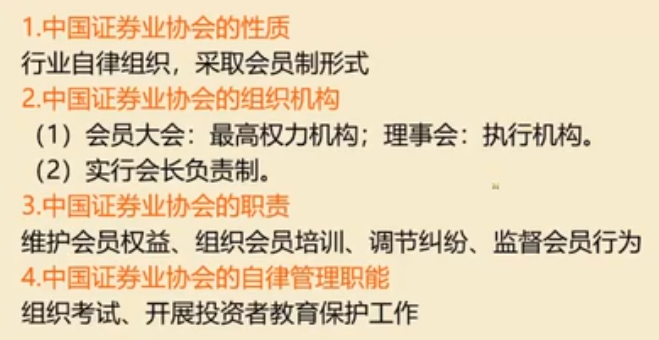 1.中国证券业协会的性质
行业自律组织，采取会员制形式
2.中国证券业协会的组织机构
（1）会员大会：最高权力机构；理事会：执行机构。
（2）实行会长负责制。
3.中国证券业协会的职责
维护会员权益、组织会员培训、调节纠纷、监督会员行为
4.中国证券业协会的自律管理职能
组织考试、开展投资者教育保护工作